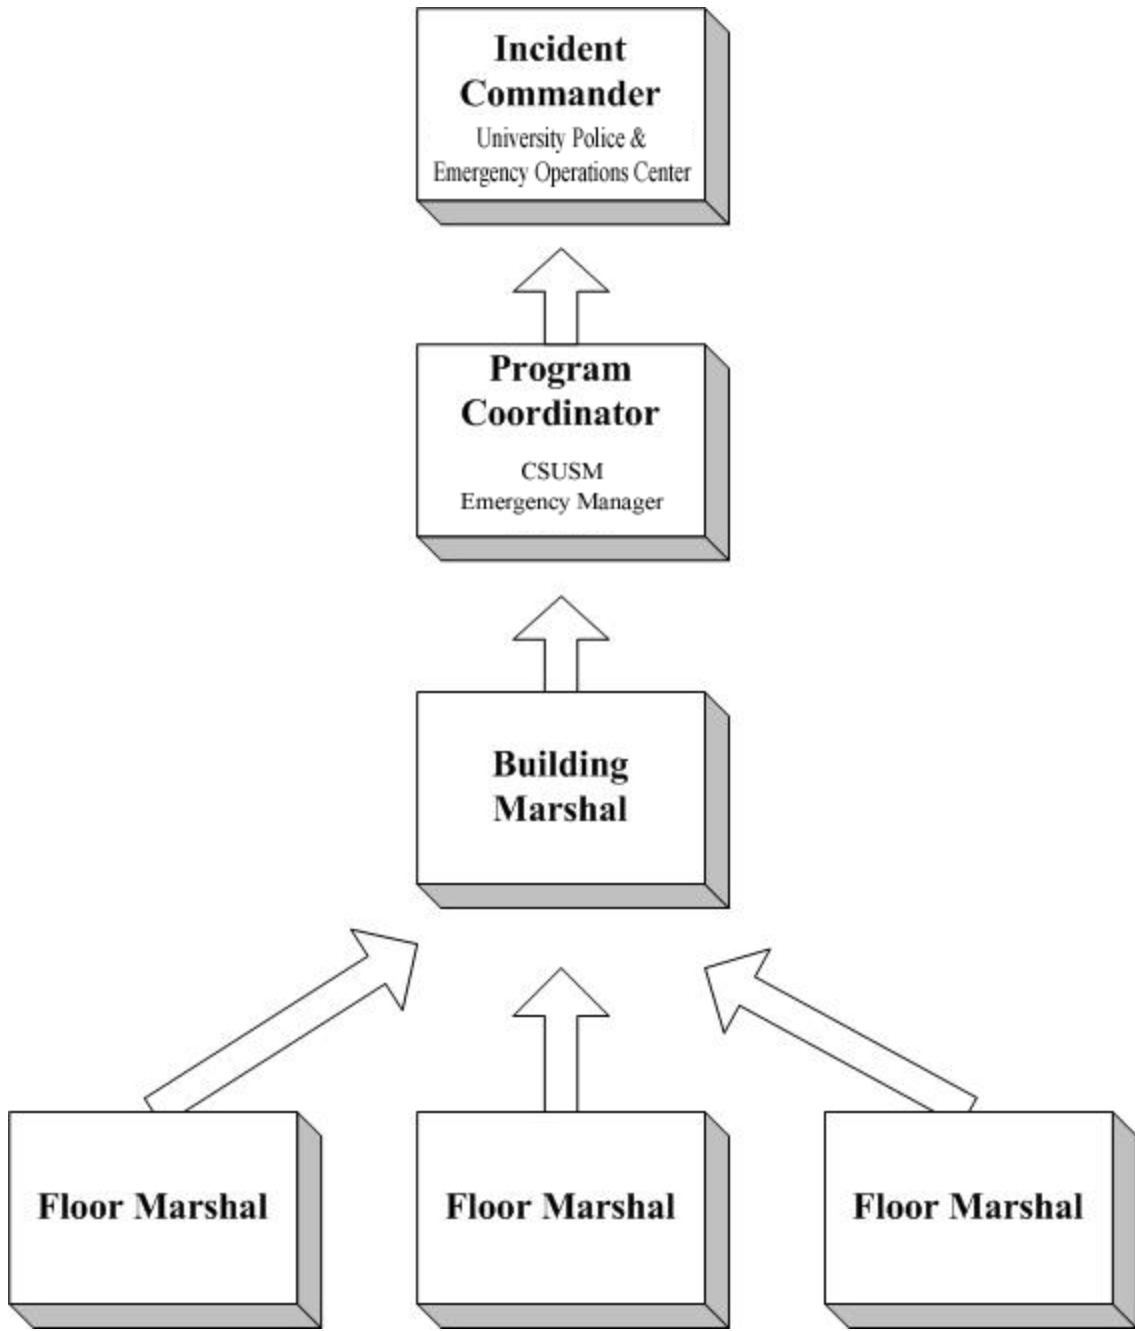 Incident
Commander
University Police &
Emergency Operations Center
Program
Coordinator
CSUSM
Emergency Manager
Building
Marshal
Floor Marshal
Floor Marshal
Floor Marshal